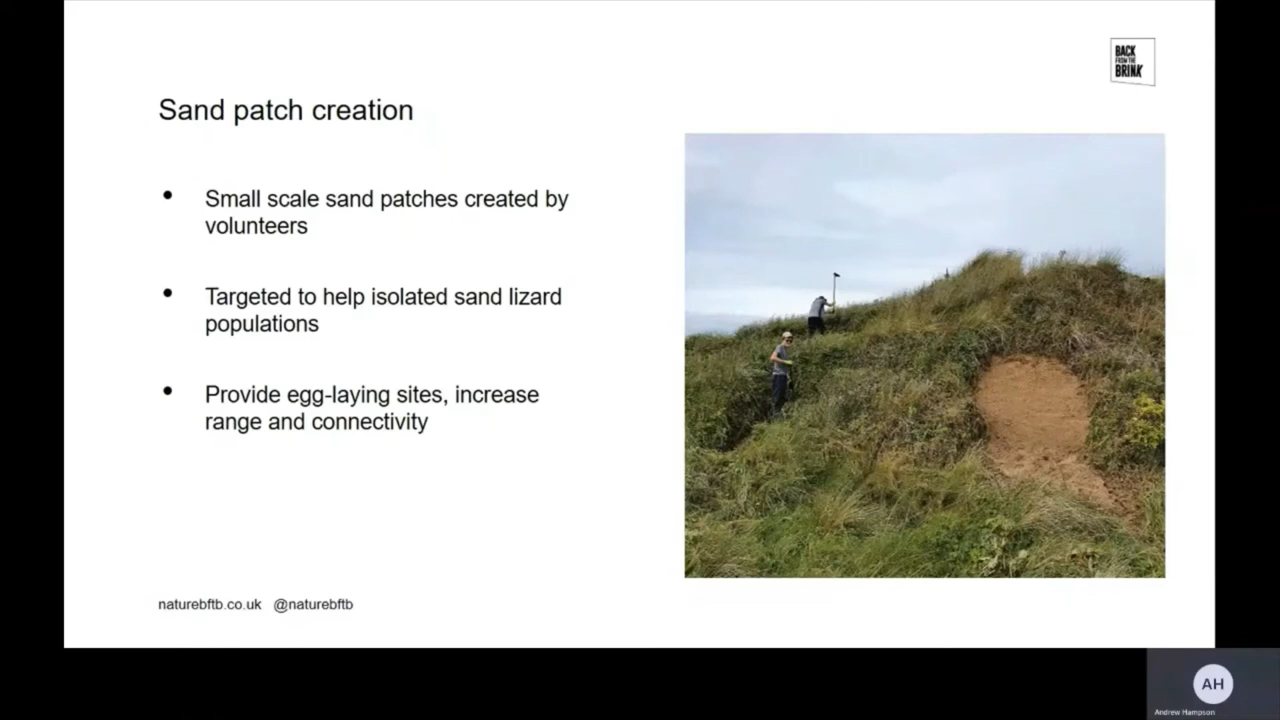 BACK
FROM THE
BRINK
Sand patch creation
• Small scale sand patches created by
volunteers
• Targeted to help isolated sand lizard
populations
• Provide egg-laying sites, increase
range and connectivity
naturebftb.co.uk @naturebftb
AH
Andrew Hampson